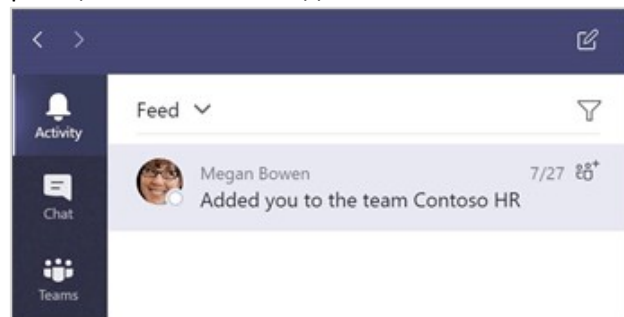 Activity
Feed
Megan Bowen 7/27
Added you to the team Contoso HR
Chat
Teams